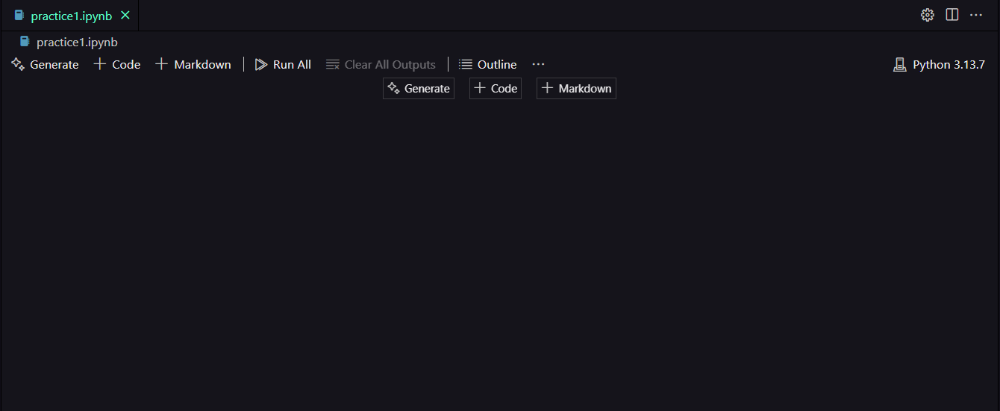 practice1.ipynb
practice1.ipynb
Generate Code Markdown Run All Clear All Outputs Outline Python 3.13.7
Generate Code Markdown